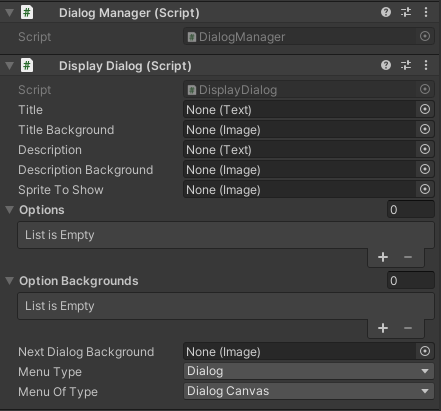 Dialog Manager (Script)
Script DialogManager
Display Dialog (Script)
Script DisplayDialog
Title None (Text)
Title Background None (Image)
Description None (Text)
Description Background None (Image)
Sprite To Show None (Image)
Options 0
List is Empty
+ −
Option Backgrounds 0
List is Empty
+ −
Next Dialog Background None (Image)
Menu Type Dialog
Menu Of Type Dialog Canvas